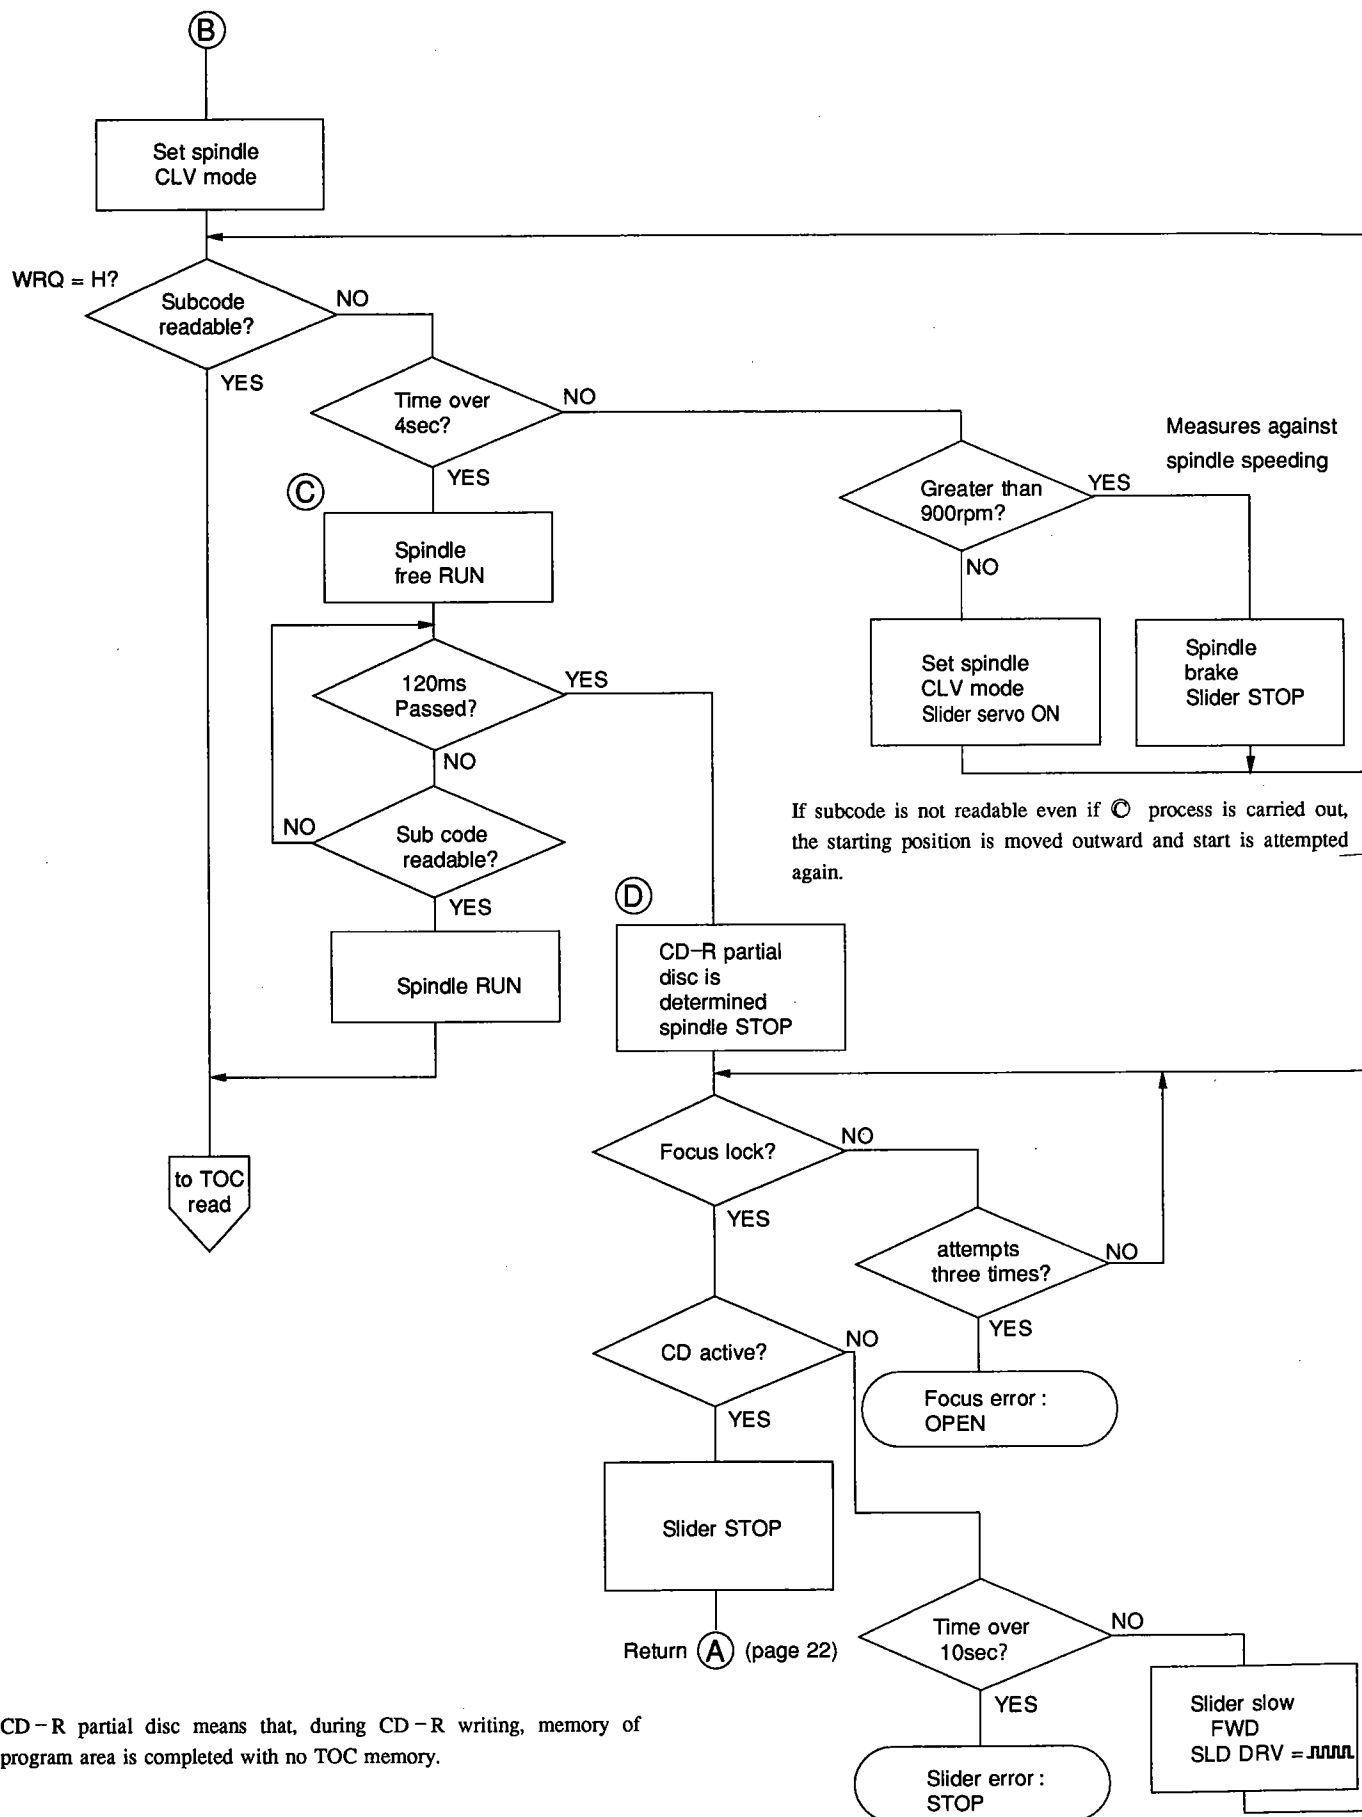 B
Set spindle
CLV mode
WRQ = H?
Subcode
readable?
NO
YES
Time over
4sec?
NO
YES
Measures against
spindle speeding
Greater than
900rpm?
YES
NO
C
Spindle
free RUN
Set spindle
CLV mode
Slider servo ON
Spindle
brake
Slider STOP
120ms
Passed?
YES
NO
If subcode is not readable even if C process is carried out,
the starting position is moved outward and start is attempted
again.
Sub code
readable?
NO
YES
Spindle RUN
D
CD-R partial
disc is
determined
spindle STOP
to TOC
read
Focus lock?
NO
YES
attempts
three times?
NO
YES
Focus error :
OPEN
CD active?
NO
YES
Slider STOP
Return A (page 22)
Time over
10sec?
NO
YES
Slider slow
FWD
SLD DRV =
Slider error :
STOP
CD-R partial disc means that, during CD-R writing, memory of
program area is completed with no TOC memory.